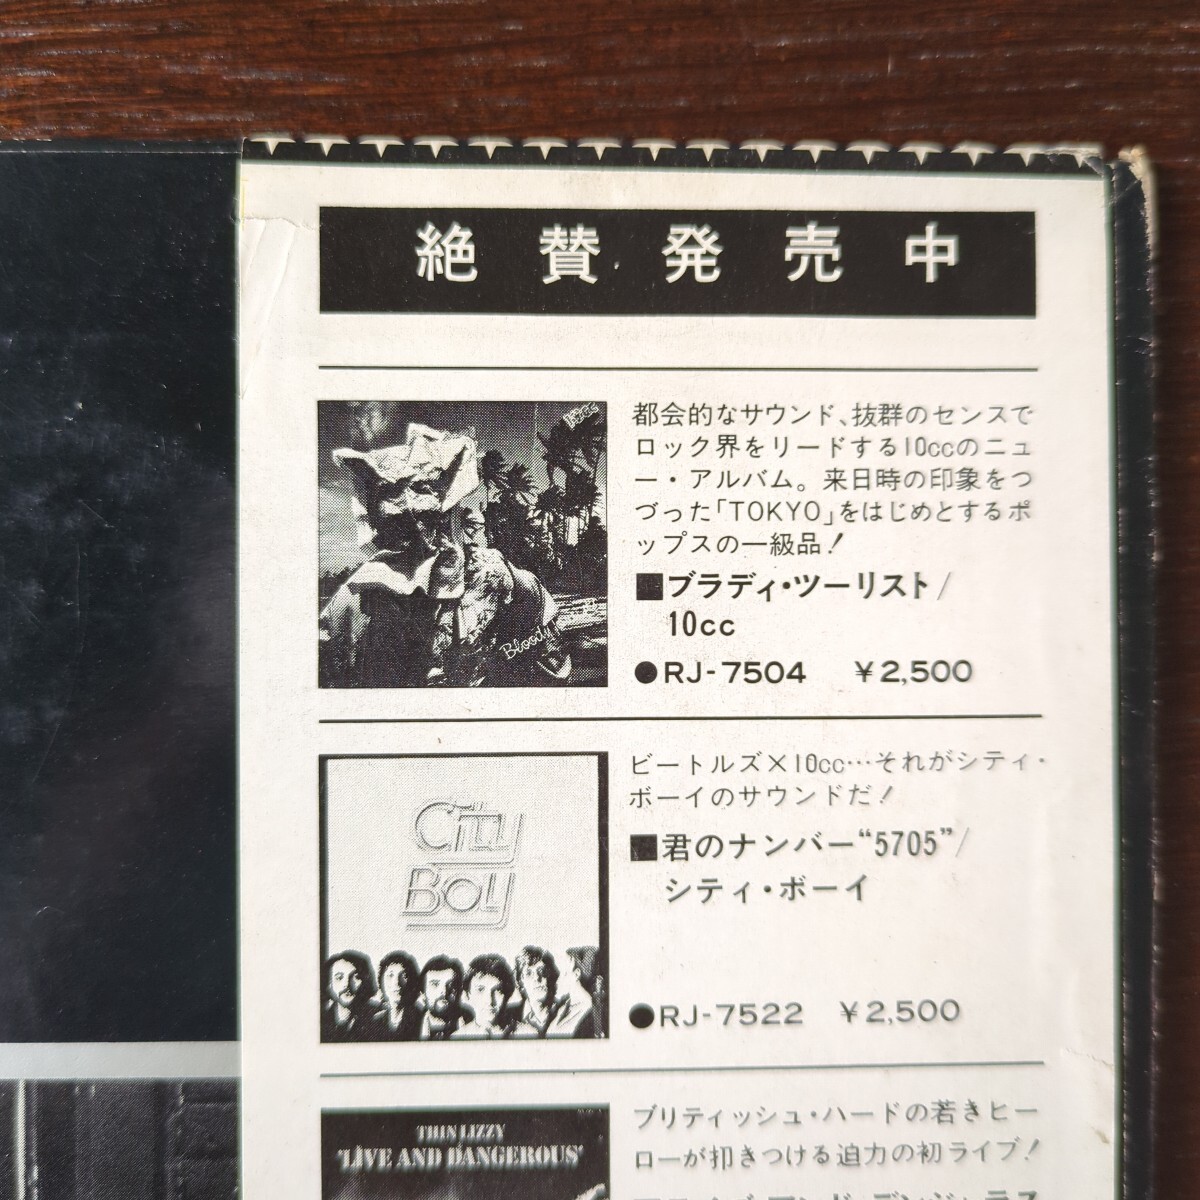 絶賛発売中
10cc
Bloody
都会的なサウンド、抜群のセンスで
ロック界をリードする10ccのニュ
ー・アルバム。来日時の印象をつ
づった「TOKYO」をはじめとするポ
ップスの一級品！
■ブラディ・ツーリスト/
10cc
●RJ-7504 ￥2,500
City
Boy
ビートルズ×10cc…それがシティ・
ボーイのサウンドだ！
■君のナンバー“5705”/
シティ・ボーイ
●RJ-7522 ￥2,500
THIN LIZZY
'LIVE AND DANGEROUS'
ブリティッシュ・ハードの若きヒー
ローが叩きつける迫力の初ライブ！